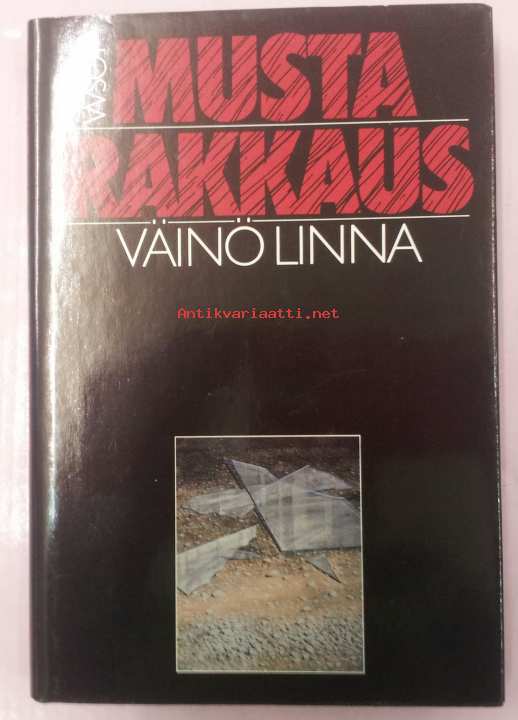 WSOY
MUSTA
RAKKAUS
VÄINÖ LINNA
Antikvariaatti.net